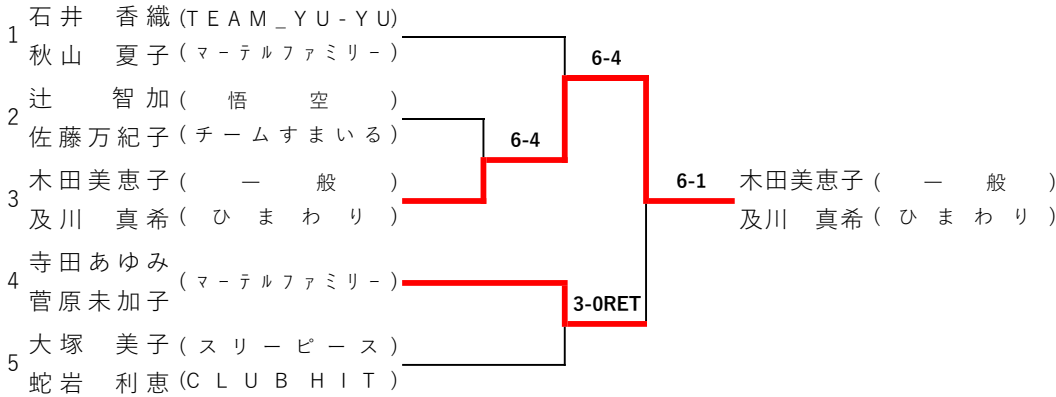 1
石井 香織 (TEAM_YU-YU)
秋山 夏子 (マーテルファミリー)
6-4
2
辻 智加 (悟空)
佐藤万紀子 (チームすまいる)
6-4
3
木田美恵子 (一般)
及川 真希 (ひまわり)
6-1
木田美恵子 (一般)
及川 真希 (ひまわり)
4
寺田あゆみ
菅原未加子
(マーテルファミリー)
3-0RET
5
大塚 美子 (スリーピース)
蛇岩 利恵 (CLUBHIT)